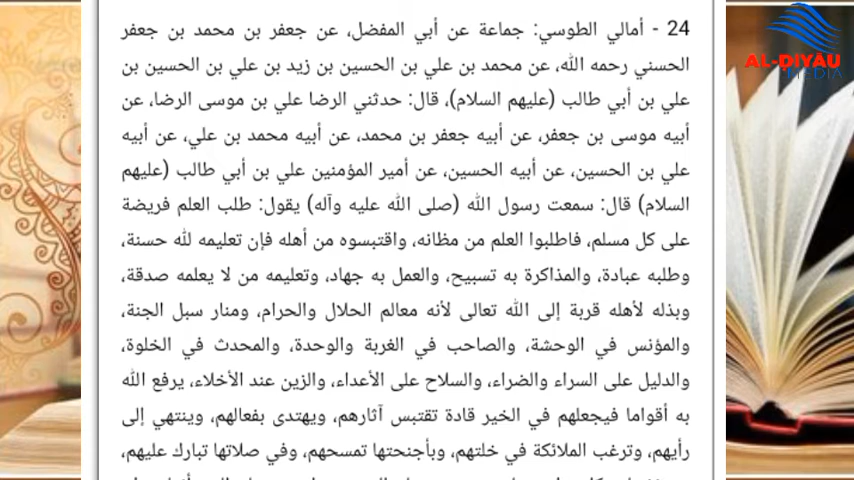 24 - أمالي الطوسي: جماعة عن أبي المفضل، عن جعفر بن محمد بن جعفر
الحسني رحمه الله، عن محمد بن علي بن الحسين بن زيد بن علي بن الحسين بن
علي بن أبي طالب (عليهم السلام)، قال: حدثني الرضا علي بن موسى الرضا، عن
أبيه موسى بن جعفر، عن أبيه جعفر بن محمد، عن أبيه محمد بن علي، عن أبيه
علي بن الحسين، عن أبيه الحسين، عن أمير المؤمنين علي بن أبي طالب (عليهم
السلام) قال: سمعت رسول الله (صلى الله عليه وآله) يقول: طلب العلم فريضة
على كل مسلم، فاطلبوا العلم من مظانه، واقتبسوه من أهله فإن تعليمه لله حسنة،
وطلبه عبادة، والمذاكرة به تسبيح، والعمل به جهاد، وتعليمه من لا يعلمه صدقة،
وبذله لأهله قربة إلى الله تعالى لأنه معالم الحلال والحرام، ومنار سبل الجنة،
والمؤنس في الوحشة، والصاحب في الغربة والوحدة، والمحدث في الخلوة،
والدليل على السراء والضراء، والسلاح على الأعداء، والزين عند الأخلاء، يرفع الله
به أقواما فيجعلهم في الخير قادة تقتبس آثارهم، ويهتدى بفعالهم، وينتهي إلى
رأيهم، وترغب الملائكة في خلتهم، وبأجنحتها تمسحهم، وفي صلاتها تبارك عليهم،
AL-DIYĀU
MEDIA